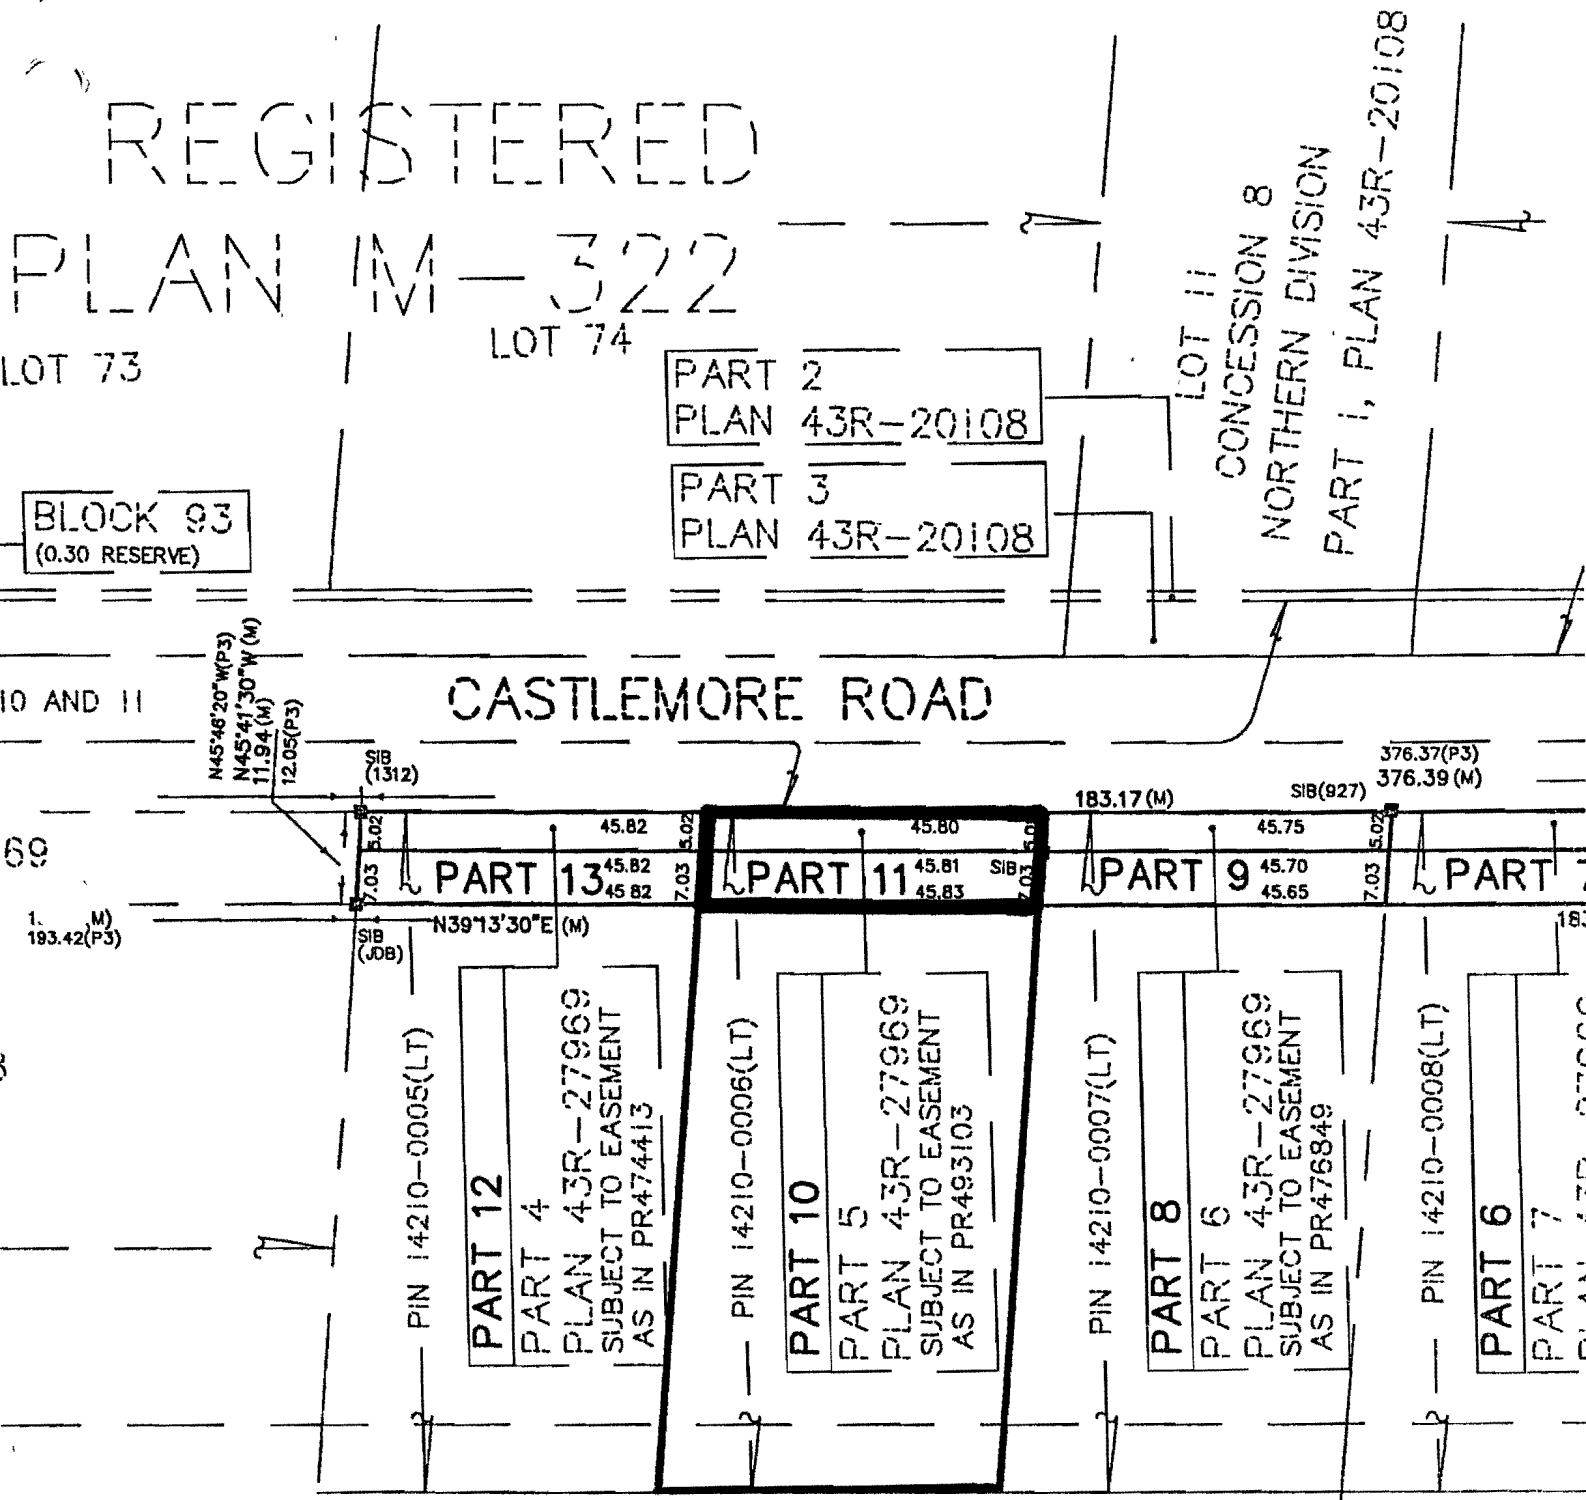 REGISTERED
PLAN M-322
LOT 73
LOT 74
PART 2
PLAN 43R-20108
PART 3
PLAN 43R-20108
LOT 11
CONCESSION 8
NORTHERN DIVISION
PART 1, PLAN 43R-20108
BLOCK 93
(0.30 RESERVE)
10 AND 11
CASTLEMORE ROAD
N45°46'20"W(P3)
N45°41'30"W(M)
11.94(M)
12.05(P3)
SIB
(1312)
183.17(M)
SIB(927)
376.37(P3)
376.39(M)
69
5.02
45.82
5.02
45.80
5.0
45.75
5.02
7.03
PART 13
45.82
45.82
7.03
PART 11
45.81
45.83
SIB
7.03
PART 9
45.70
45.65
7.03
PART 7
M)
193.42(P3)
SIB
(JDB)
N39°13'30"E (M)
183
PIN 14210-0005(LT)
PART 12
PART 4
PLAN 43R-27969
SUBJECT TO EASEMENT
AS IN PR474413
PIN 14210-0006(LT)
PART 10
PART 5
PLAN 43R-27969
SUBJECT TO EASEMENT
AS IN PR493103
PIN 14210-0007(LT)
PART 8
PART 6
PLAN 43R-27969
SUBJECT TO EASEMENT
AS IN PR476849
PIN 14210-0008(LT)
PART 6
PART 7